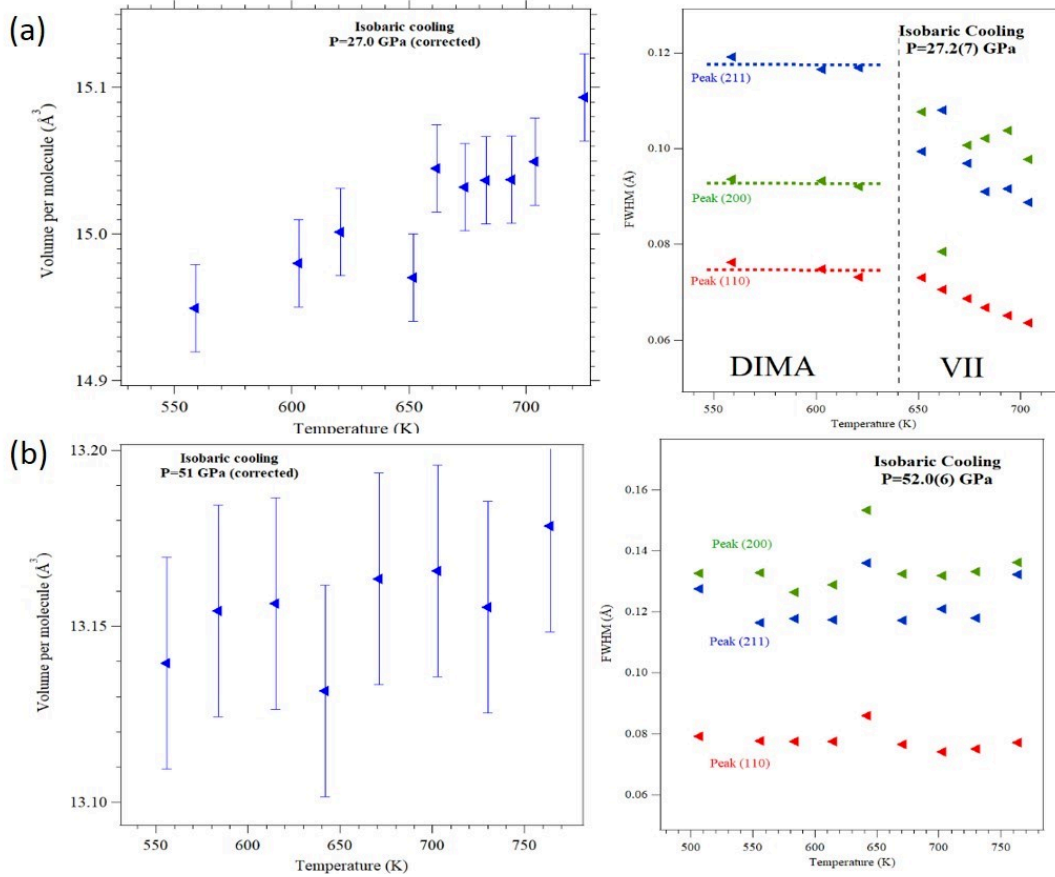 (a)
Isobaric cooling
P=27.0 GPa (corrected)
Volume per molecule (Å³)
15.1
15.0
14.9
550
600
650
700
Temperature (K)
Isobaric Cooling
P=27.2(7) GPa
FWHM (Å)
0.12
0.10
0.08
0.06
Peak (211)
Peak (200)
Peak (110)
DIMA
VII
550
600
650
700
Temperature (K)
(b)
Isobaric cooling
P=51 GPa (corrected)
Volume per molecule (Å³)
13.20
13.15
13.10
550
600
650
700
750
Temperature (K)
Isobaric Cooling
P=52.0(6) GPa
FWHM (Å)
0.16
0.14
0.12
0.10
0.08
0.06
Peak (200)
Peak (211)
Peak (110)
500
550
600
650
700
750
Temperature (K)